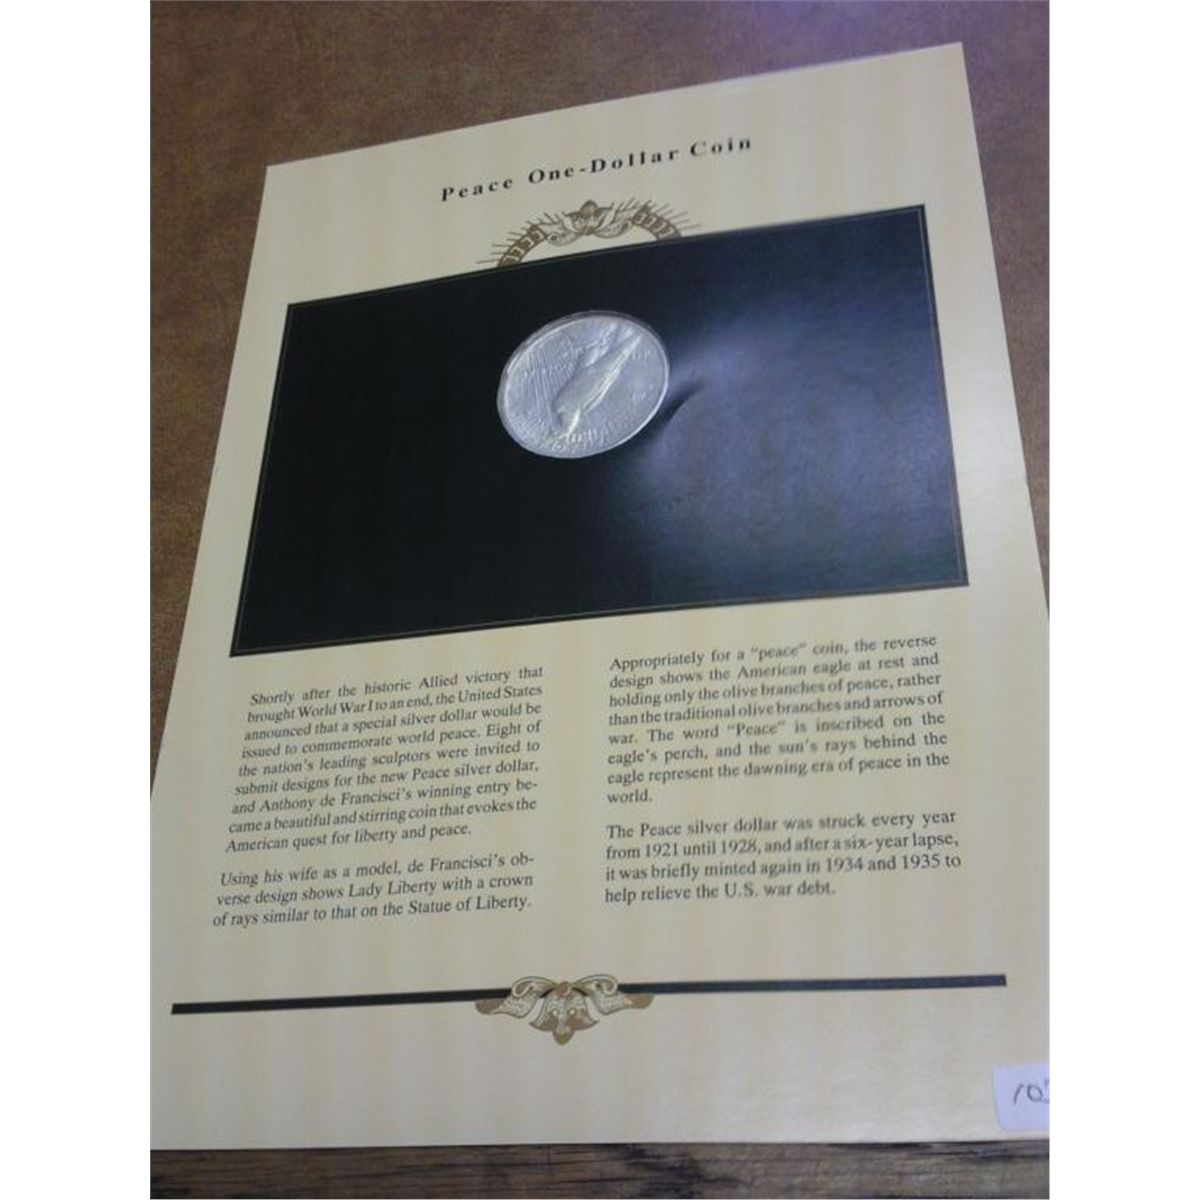 Peace One-Dollar Coin
Shortly after the historic Allied victory that
brought World War I to an end, the United States
announced that a special silver dollar would be
issued to commemorate world peace. Eight of
the nation's leading sculptors were invited to
submit designs for the new Peace silver dollar,
and Anthony de Francisci's winning entry be-
came a beautiful and stirring coin that evokes the
American quest for liberty and peace.
Using his wife as a model, de Francisci's ob-
verse design shows Lady Liberty with a crown
of rays similar to that on the Statue of Liberty.
Appropriately for a "peace" coin, the reverse
design shows the American eagle at rest and
holding only the olive branches of peace, rather
than the traditional olive branches and arrows of
war. The word "Peace" is inscribed on the
eagle's perch, and the sun's rays behind the
eagle represent the dawning era of peace in the
world.
The Peace silver dollar was struck every year
from 1921 until 1928, and after a six-year lapse,
it was briefly minted again in 1934 and 1935 to
help relieve the U.S. war debt.